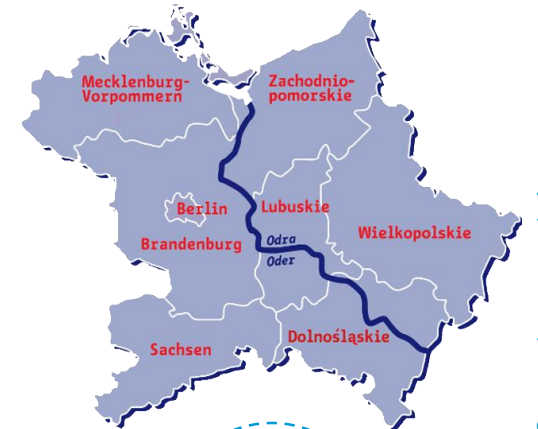 Mecklenburg-
Vorpommern
Zachodnio-
pomorskie
Berlin
Lubuskie
Brandenburg
Wielkopolskie
Odra
Oder
Sachsen
Dolnośląskie